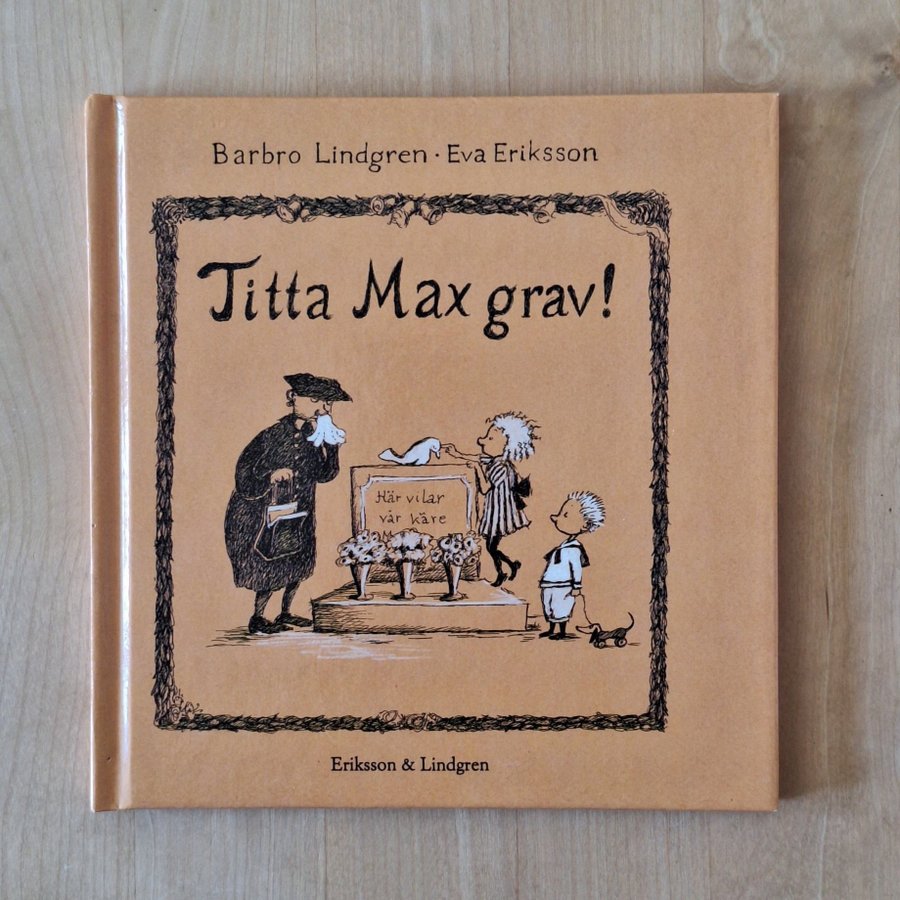 Barbro Lindgren · Eva Eriksson
Titta Max grav!
Här vilar
vår käre
Eriksson & Lindgren